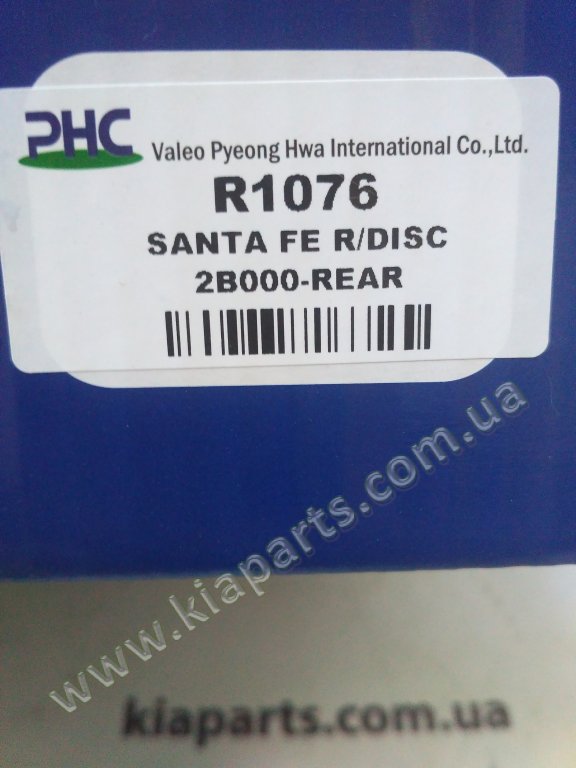 PHC Valeo Pyeong Hwa International Co.,Ltd.
R1076
SANTA FE R/DISC
2B000-REAR
www.kiaparts.com.ua
kiaparts.com.ua